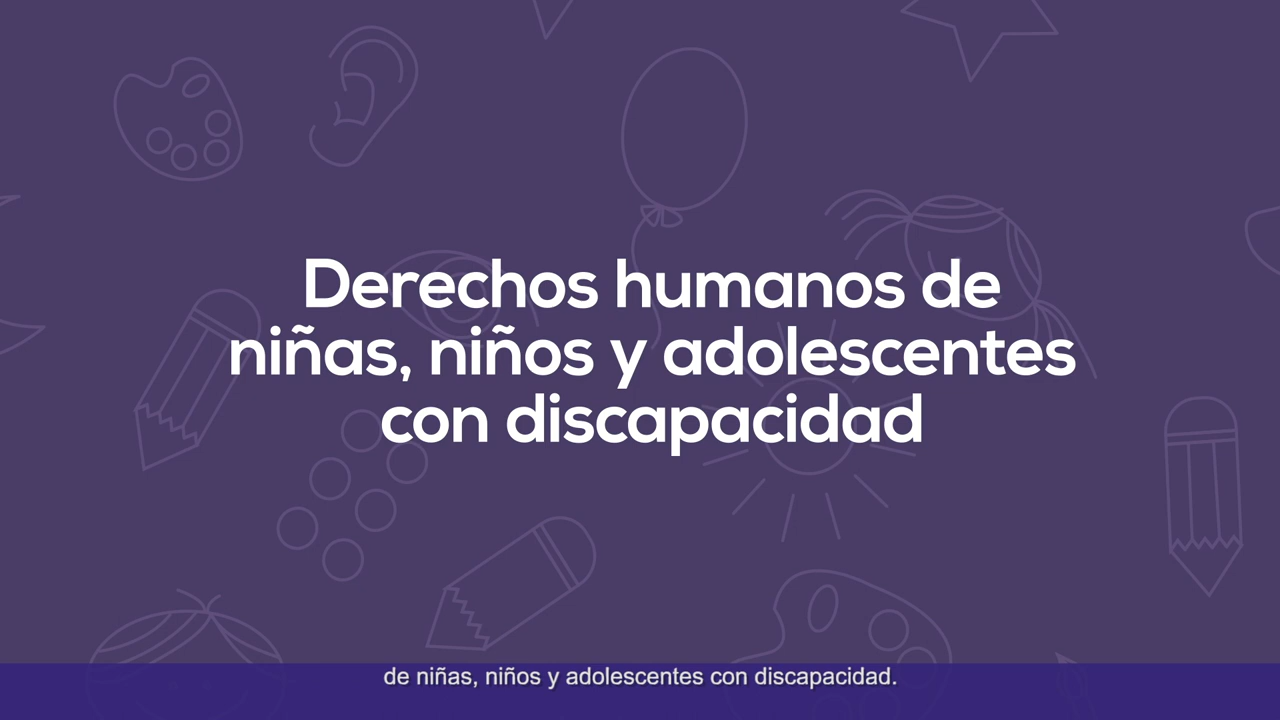 Derechos humanos de
niñas, niños y adolescentes
con discapacidad
de niñas, niños y adolescentes con discapacidad.